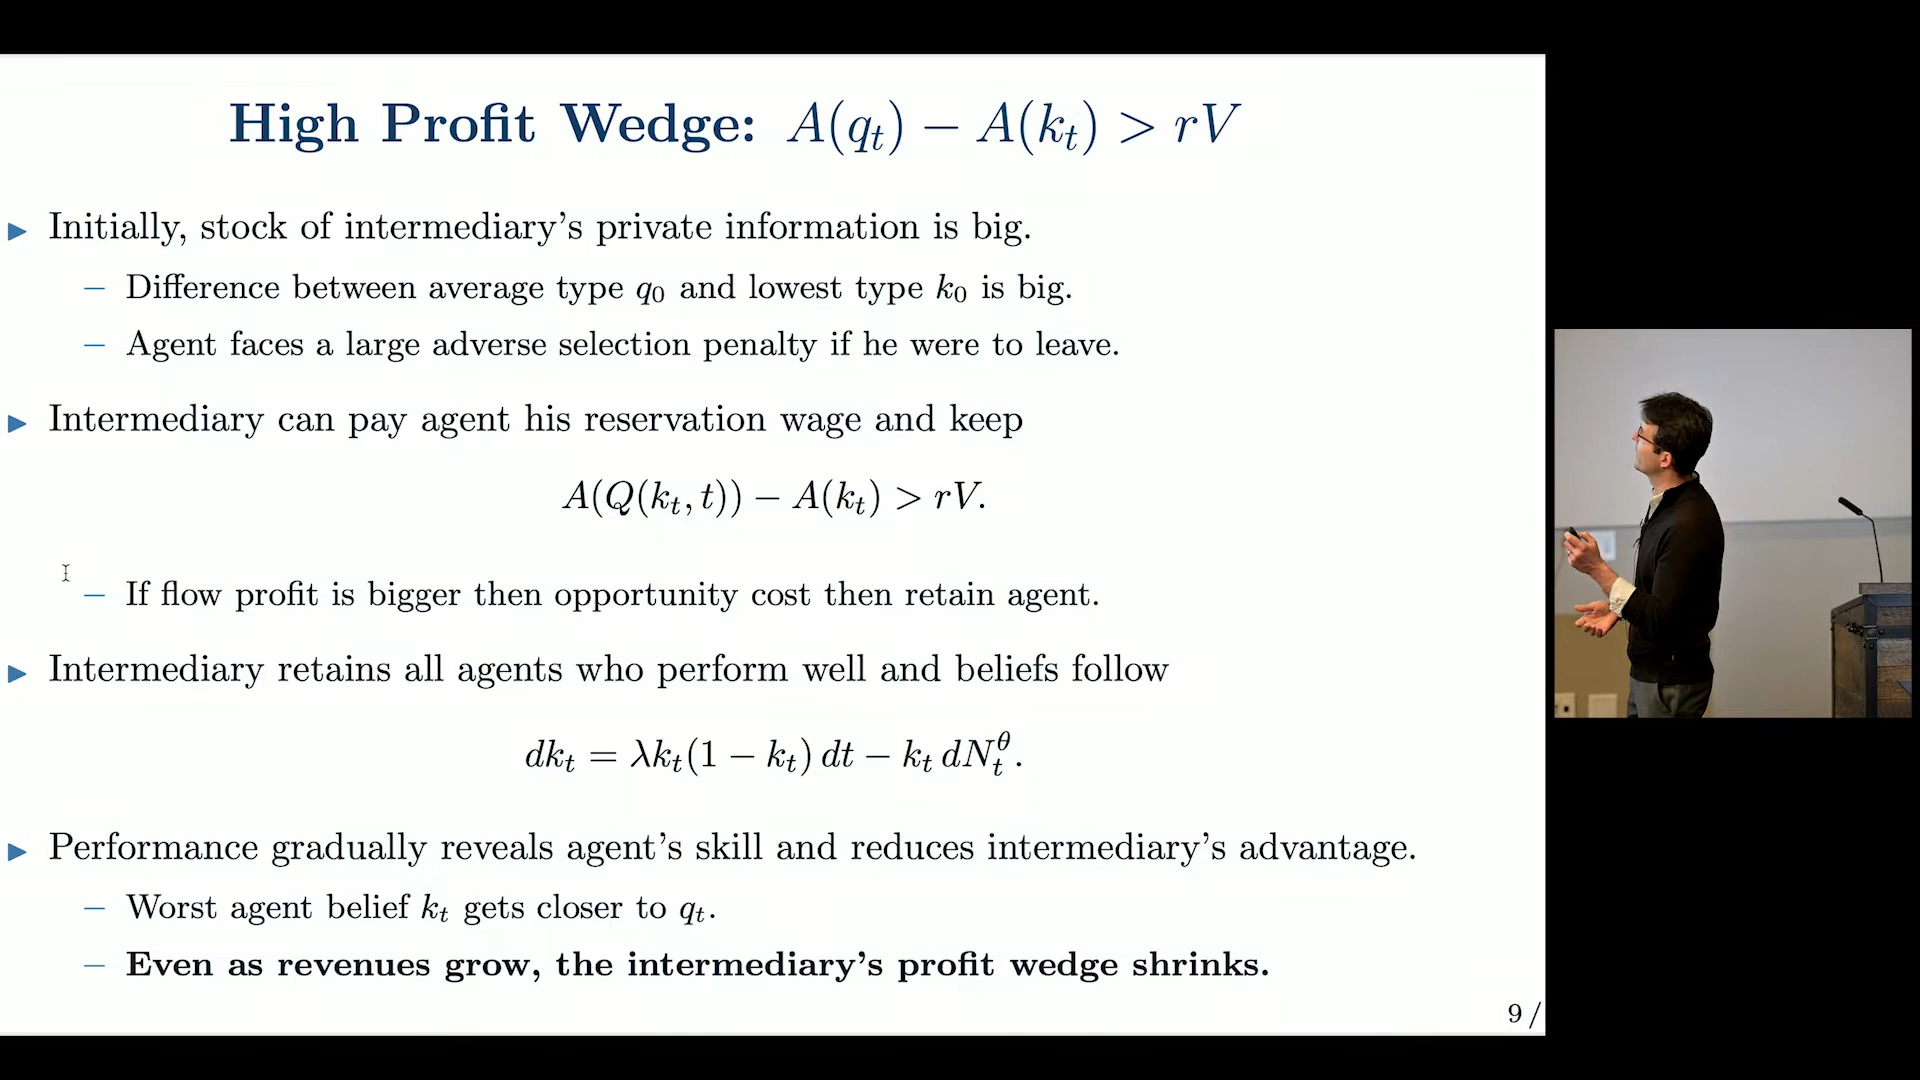 High Profit Wedge: A(q_t) − A(k_t) > rV
▶ Initially, stock of intermediary's private information is big.
– Difference between average type q_0 and lowest type k_0 is big.
– Agent faces a large adverse selection penalty if he were to leave.
▶ Intermediary can pay agent his reservation wage and keep
A(Q(k_t, t)) − A(k_t) > rV.
– If flow profit is bigger then opportunity cost then retain agent.
▶ Intermediary retains all agents who perform well and beliefs follow
dk_t = λk_t(1 − k_t) dt − k_t dN_t^θ.
▶ Performance gradually reveals agent's skill and reduces intermediary's advantage.
– Worst agent belief k_t gets closer to q_t.
– Even as revenues grow, the intermediary's profit wedge shrinks.
9 /